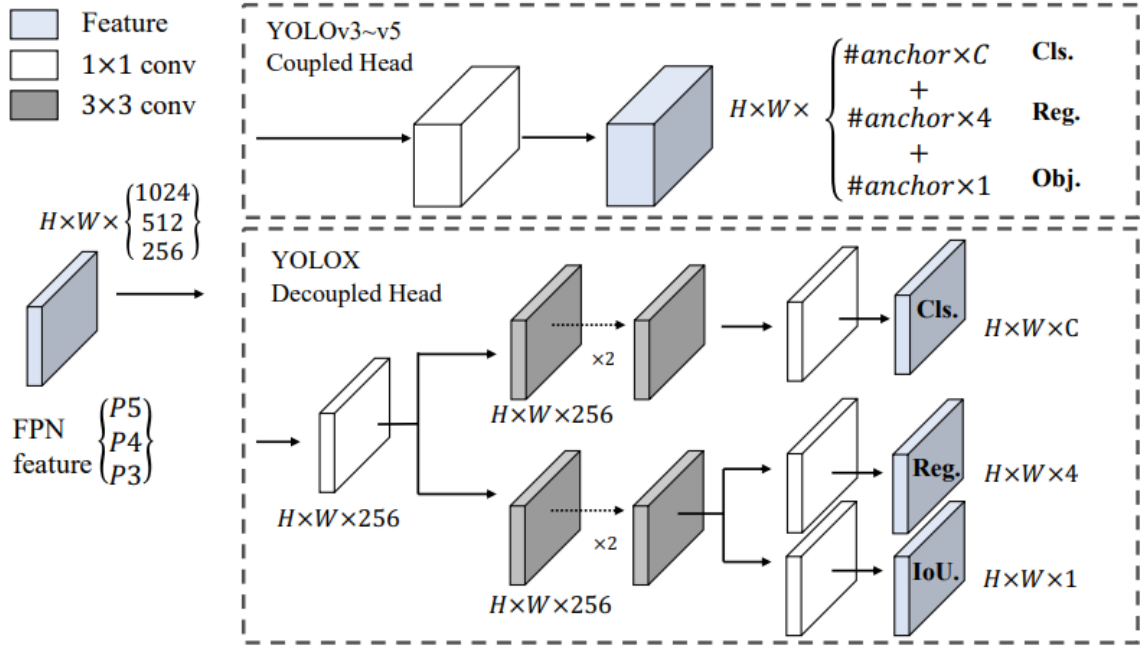 Feature
1×1 conv
3×3 conv
H×W×{1024
512
256}
FPN feature {P5
P4
P3}
YOLOv3~v5
Coupled Head
H×W×{#anchor×C Cls.
+
#anchor×4 Reg.
+
#anchor×1 Obj.
YOLOX
Decoupled Head
H×W×256
×2
H×W×256
Cls.
H×W×C
×2
H×W×256
Reg.
H×W×4
IoU.
H×W×1